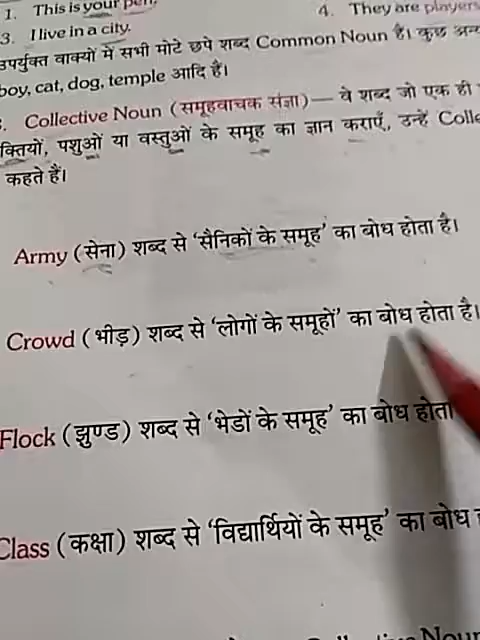 1. This is your pen.
4. They are players
3. I live in a city.
उपर्युक्त वाक्यों में सभी मोटे छपे शब्द Common Noun हैं। कुछ अन्य
boy, cat, dog, temple आदि हैं।
Collective Noun (समूहवाचक संज्ञा)— वे शब्द जो एक ही
क्तियों, पशुओं या वस्तुओं के समूह का ज्ञान कराएँ, उन्हें Colle
कहते हैं।
Army (सेना) शब्द से ‘सैनिकों के समूह’ का बोध होता है।
Crowd (भीड़) शब्द से ‘लोगों के समूहों’ का बोध होता है।
Flock (झुण्ड) शब्द से ‘भेडों के समूह’ का बोध होता
Class (कक्षा) शब्द से ‘विद्यार्थियों के समूह’ का बोध